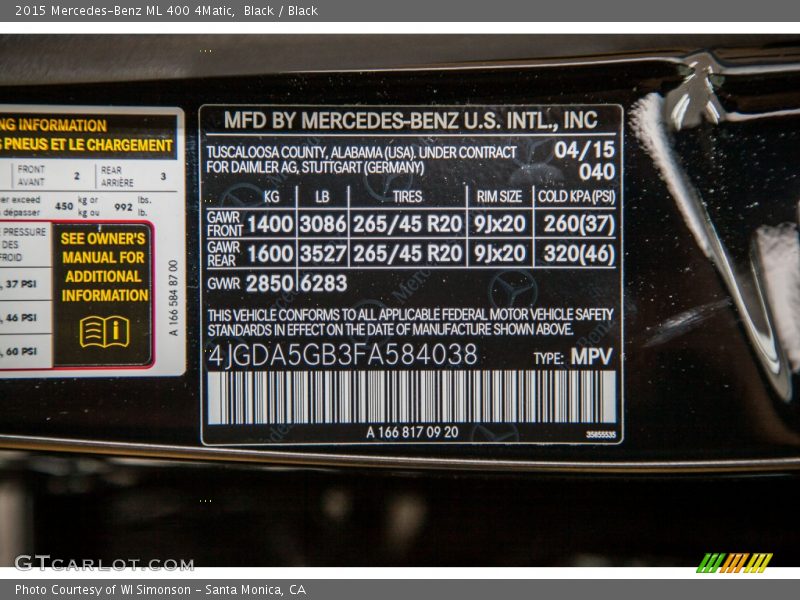 2015 Mercedes-Benz ML 400 4Matic, Black / Black
NG INFORMATION
S PNEUS ET LE CHARGEMENT
FRONT AVANT 2 REAR ARRIÈRE 3
er exceed dépasser 450 kg or kg ou 992 lbs. lb.
PRESSURE
DES
FROID
, 37 PSI
, 46 PSI
, 60 PSI
SEE OWNER'S
MANUAL FOR
ADDITIONAL
INFORMATION
A 166 584 87 00
MFD BY MERCEDES-BENZ U.S. INTL., INC
TUSCALOOSA COUNTY, ALABAMA (USA). UNDER CONTRACT 04/15
FOR DAIMLER AG, STUTTGART (GERMANY) 040
KG LB TIRES RIM SIZE COLD KPA (PSI)
GAWR FRONT 1400 3086 265/45 R20 9Jx20 260(37)
GAWR REAR 1600 3527 265/45 R20 9Jx20 320(46)
GWR 2850 6283
THIS VEHICLE CONFORMS TO ALL APPLICABLE FEDERAL MOTOR VEHICLE SAFETY
STANDARDS IN EFFECT ON THE DATE OF MANUFACTURE SHOWN ABOVE.
4JGDA5GB3FA584038 TYPE: MPV
A 166 817 09 20
35855535
GTCarLot.com
Photo Courtesy of WI Simonson - Santa Monica, CA